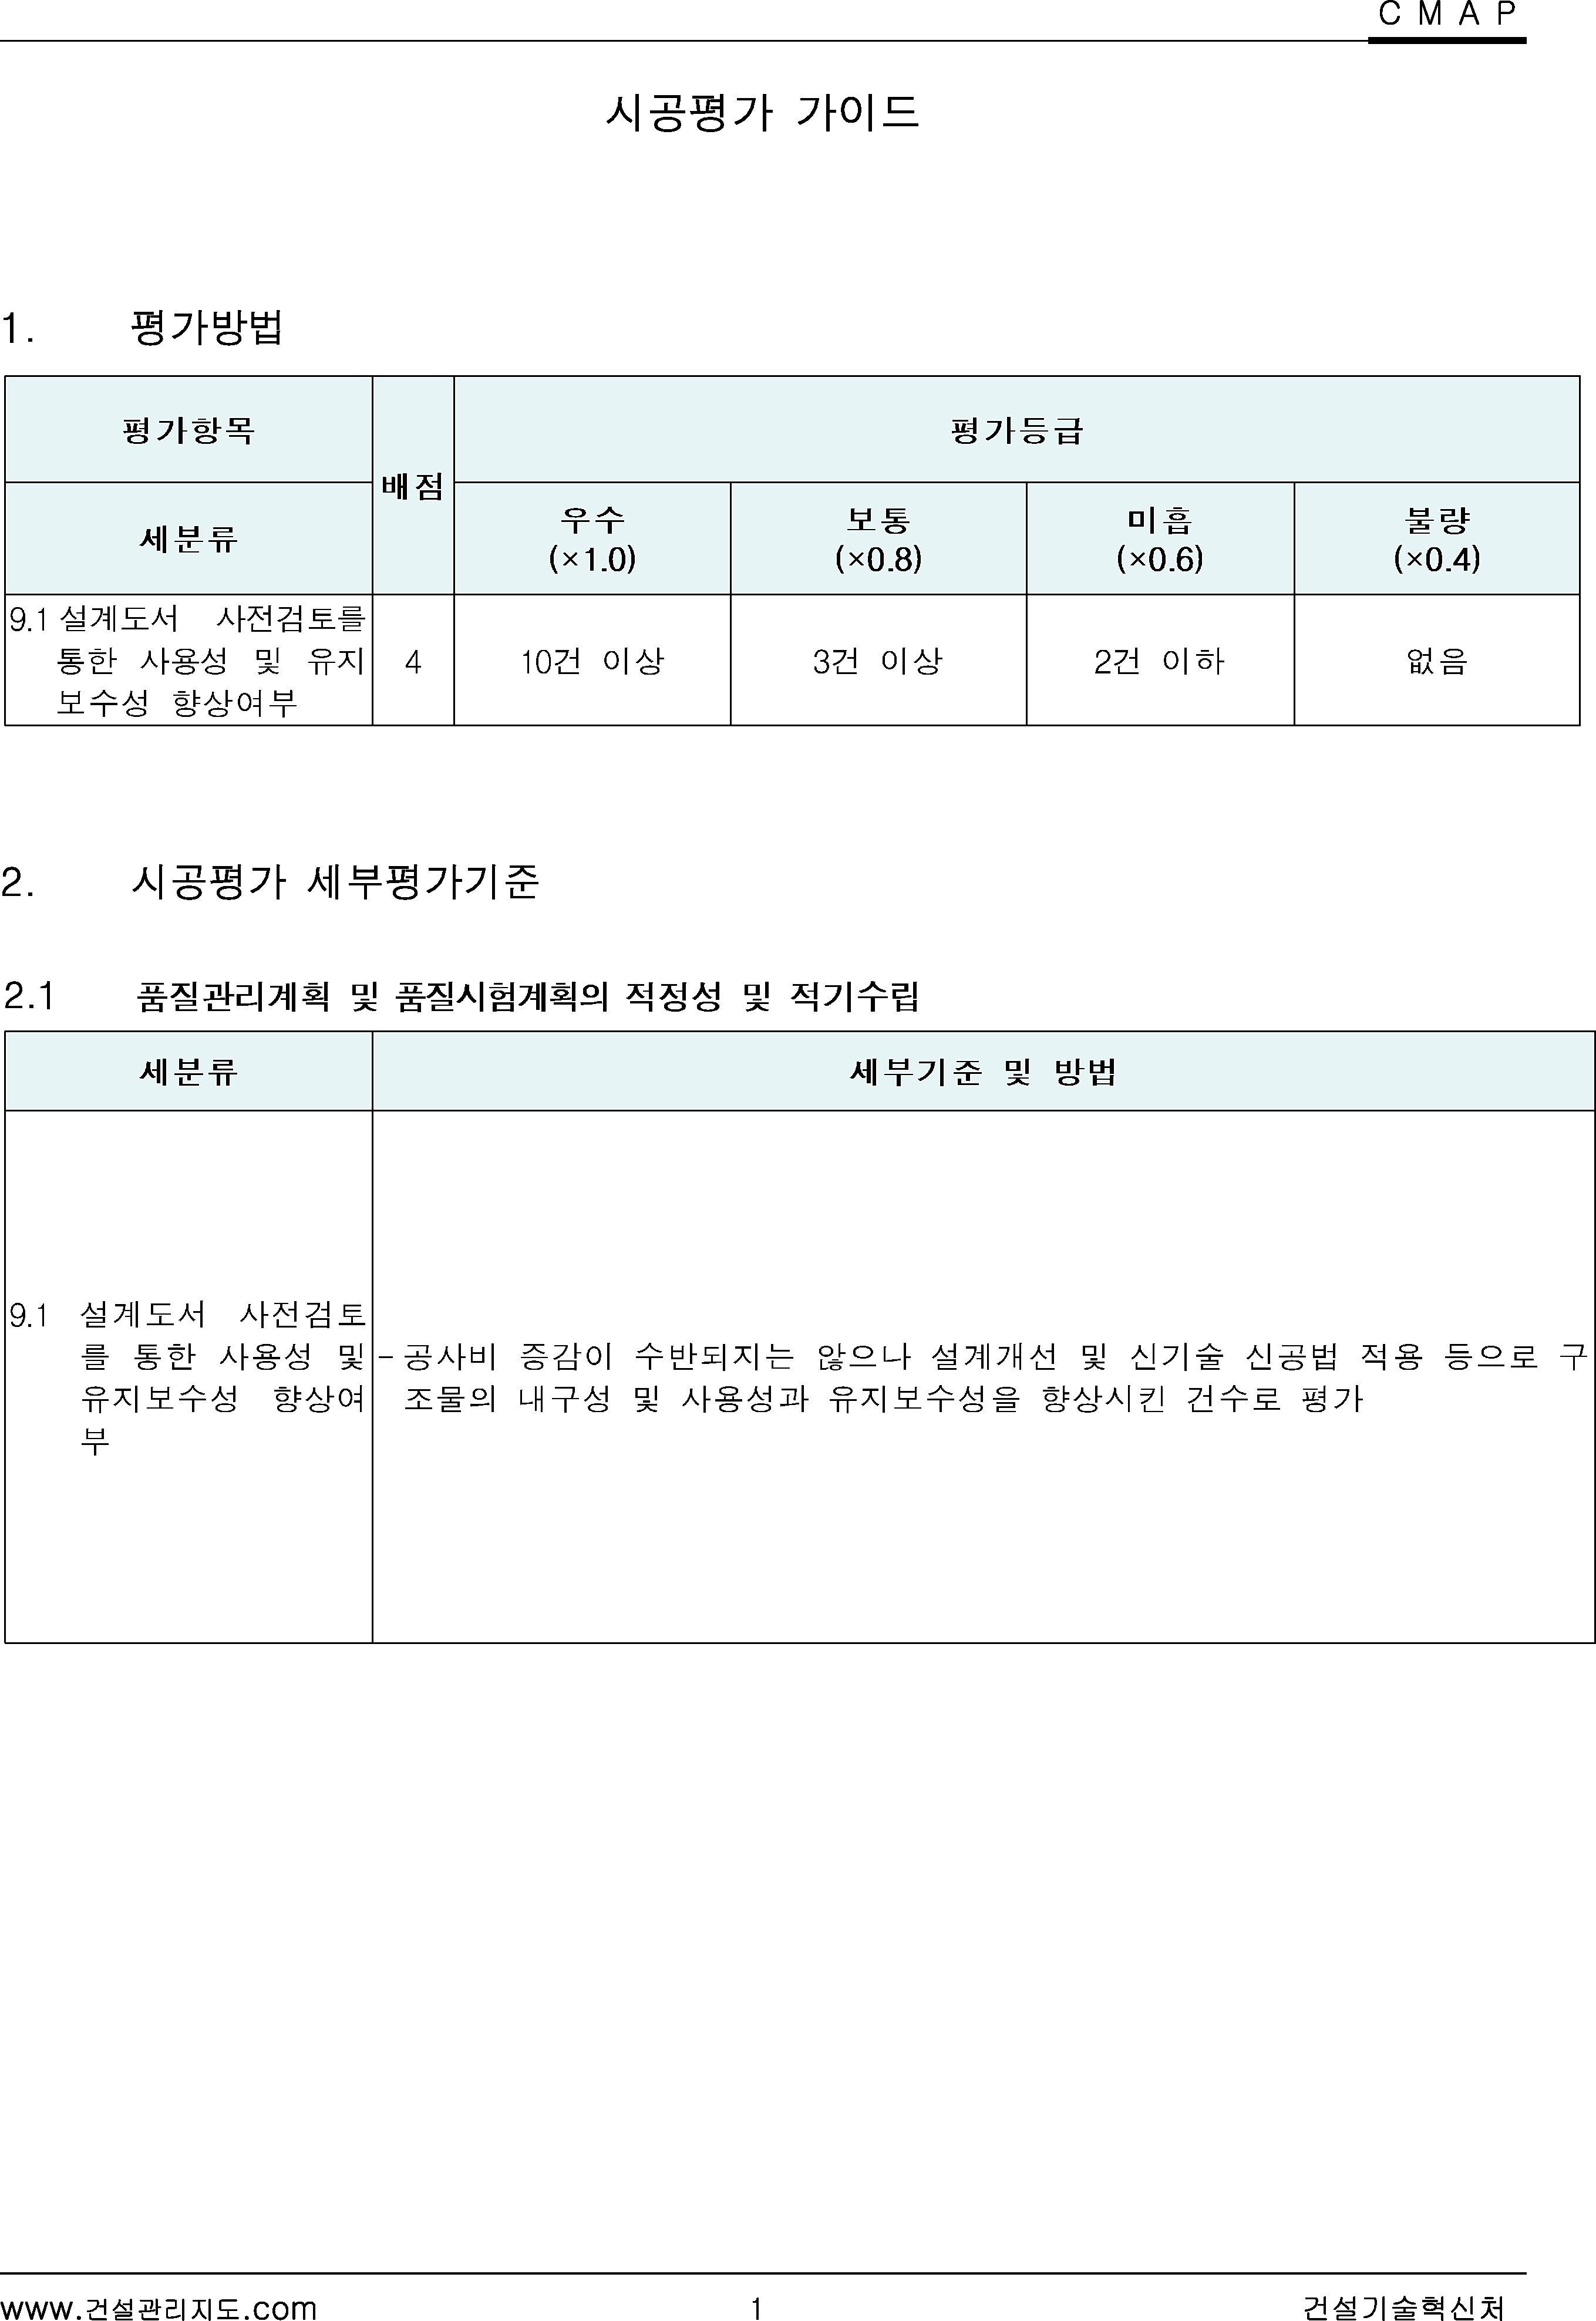 C M A P
시공평가 가이드
1. 평가방법
평가항목
배점
평가등급
세분류
우수
(×1.0)
보통
(×0.8)
미흡
(×0.6)
불량
(×0.4)
9.1 설계도서 사전검토를
통한 사용성 및 유지
보수성 향상여부
4
10건 이상
3건 이상
2건 이하
없음
2. 시공평가 세부평가기준
2.1 품질관리계획 및 품질시험계획의 적정성 및 적기수립
세분류
세부기준 및 방법
9.1 설계도서 사전검토
를 통한 사용성 및
유지보수성 향상여
부
- 공사비 증감이 수반되지는 않으나 설계개선 및 신기술 신공법 적용 등으로 구
조물의 내구성 및 사용성과 유지보수성을 향상시킨 건수로 평가
www.건설관리지도.com
1
건설기술혁신처